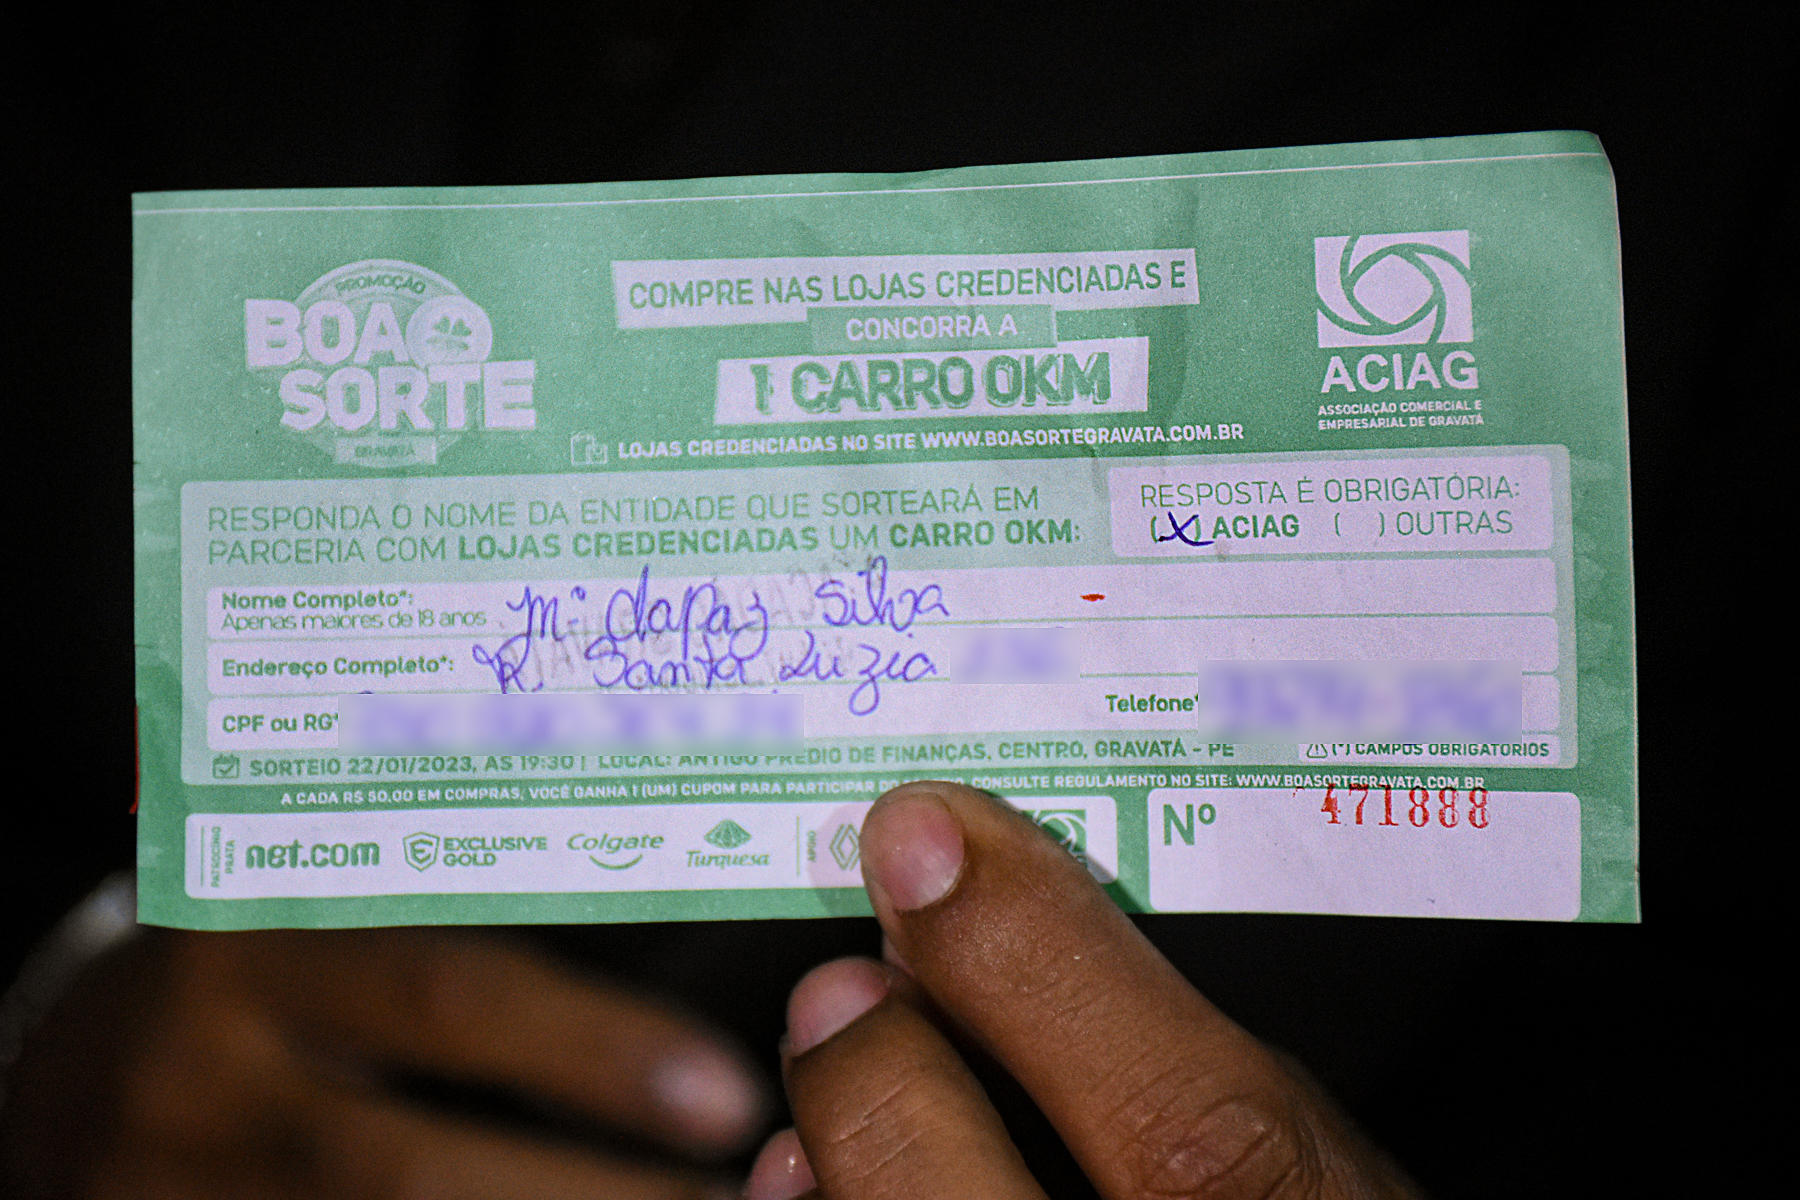 PROMOÇÃO
BOA
SORTE
GRAVATÁ
COMPRE NAS LOJAS CREDENCIADAS E
CONCORRA A
1 CARRO 0KM
LOJAS CREDENCIADAS NO SITE WWW.BOASORTEGRAVATA.COM.BR
ACIAG
ASSOCIAÇÃO COMERCIAL E
EMPRESARIAL DE GRAVATÁ
RESPONDA O NOME DA ENTIDADE QUE SORTEARÁ EM
PARCERIA COM LOJAS CREDENCIADAS UM CARRO 0KM:
RESPOSTA É OBRIGATÓRIA:
(X) ACIAG ( ) OUTRAS
Nome Completo*: Mª da paz Silva
Apenas maiores de 18 anos
Endereço Completo*: R. Santa Luzia
CPF ou RG*
Telefone*
SORTEIO 22/01/2023, AS 19:30 | LOCAL: ANTIGO PRÉDIO DE FINANÇAS, CENTRO, GRAVATÁ - PE
(*) CAMPOS OBRIGATÓRIOS
A CADA R$ 50,00 EM COMPRAS, VOCÊ GANHA 1 (UM) CUPOM PARA PARTICIPAR DO CONSULTE REGULAMENTO NO SITE: WWW.BOASORTEGRAVATA.COM.BR
PATROCÍNIO
PRATA
net.com
EXCLUSIVE
GOLD
Colgate
Turquesa
APOIO
Nº 471888